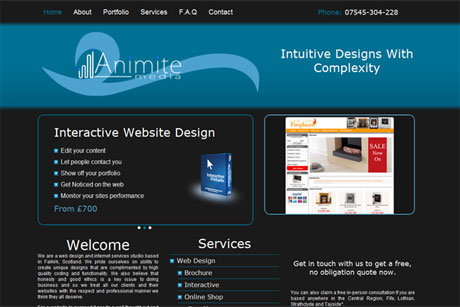 Home About Portfolio Services F.A.Q Contact
Phone: 07545-304-228
Animite
media
Intuitive Designs With
Complexity
Interactive Website Design
Edit your content
Let people contact you
Show off your portfolio
Get Noticed on the web
Monitor your sites performance
From £700
Interactive
Website
Fireplaces
SALE
Now
On
Welcome
We are a web design and internet services studio based
in Falkirk, Scotland. We pride ourselves on ability to
create unique designs that are complimented by high
quality coding and functionality. We also believe that
honesty and good ethics is a key issue to doing
business and so we treat all our clients and their
websites with the respect and professional manner we
think they all deserve.
Services
Web Design
Brochure
Interactive
Online Shop
Get in touch with us to get a free,
no obligation quote now.
You can also claim a free in-person consultation if you are
based anywhere in the Central Region, Fife, Lothian,
Strathclyde and Tayside*